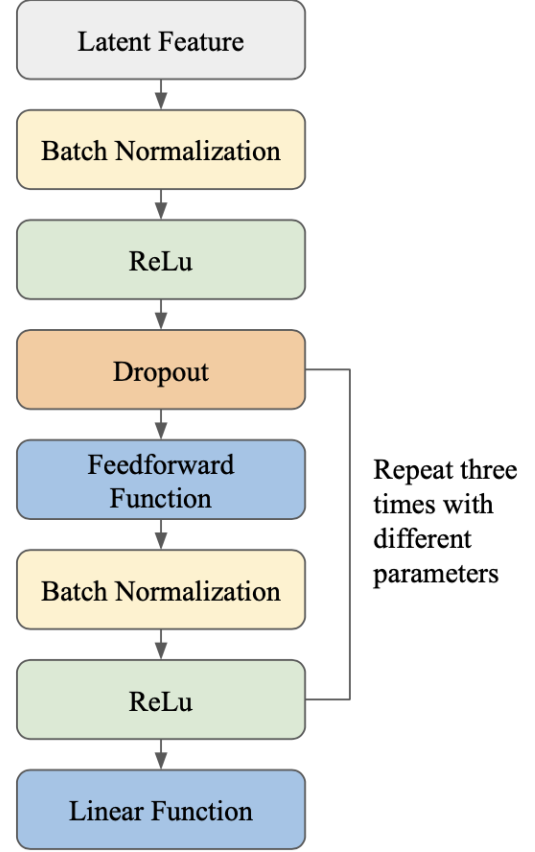 Latent Feature
Batch Normalization
ReLu
Dropout
Feedforward
Function
Batch Normalization
ReLu
Linear Function
Repeat three
times with
different
parameters